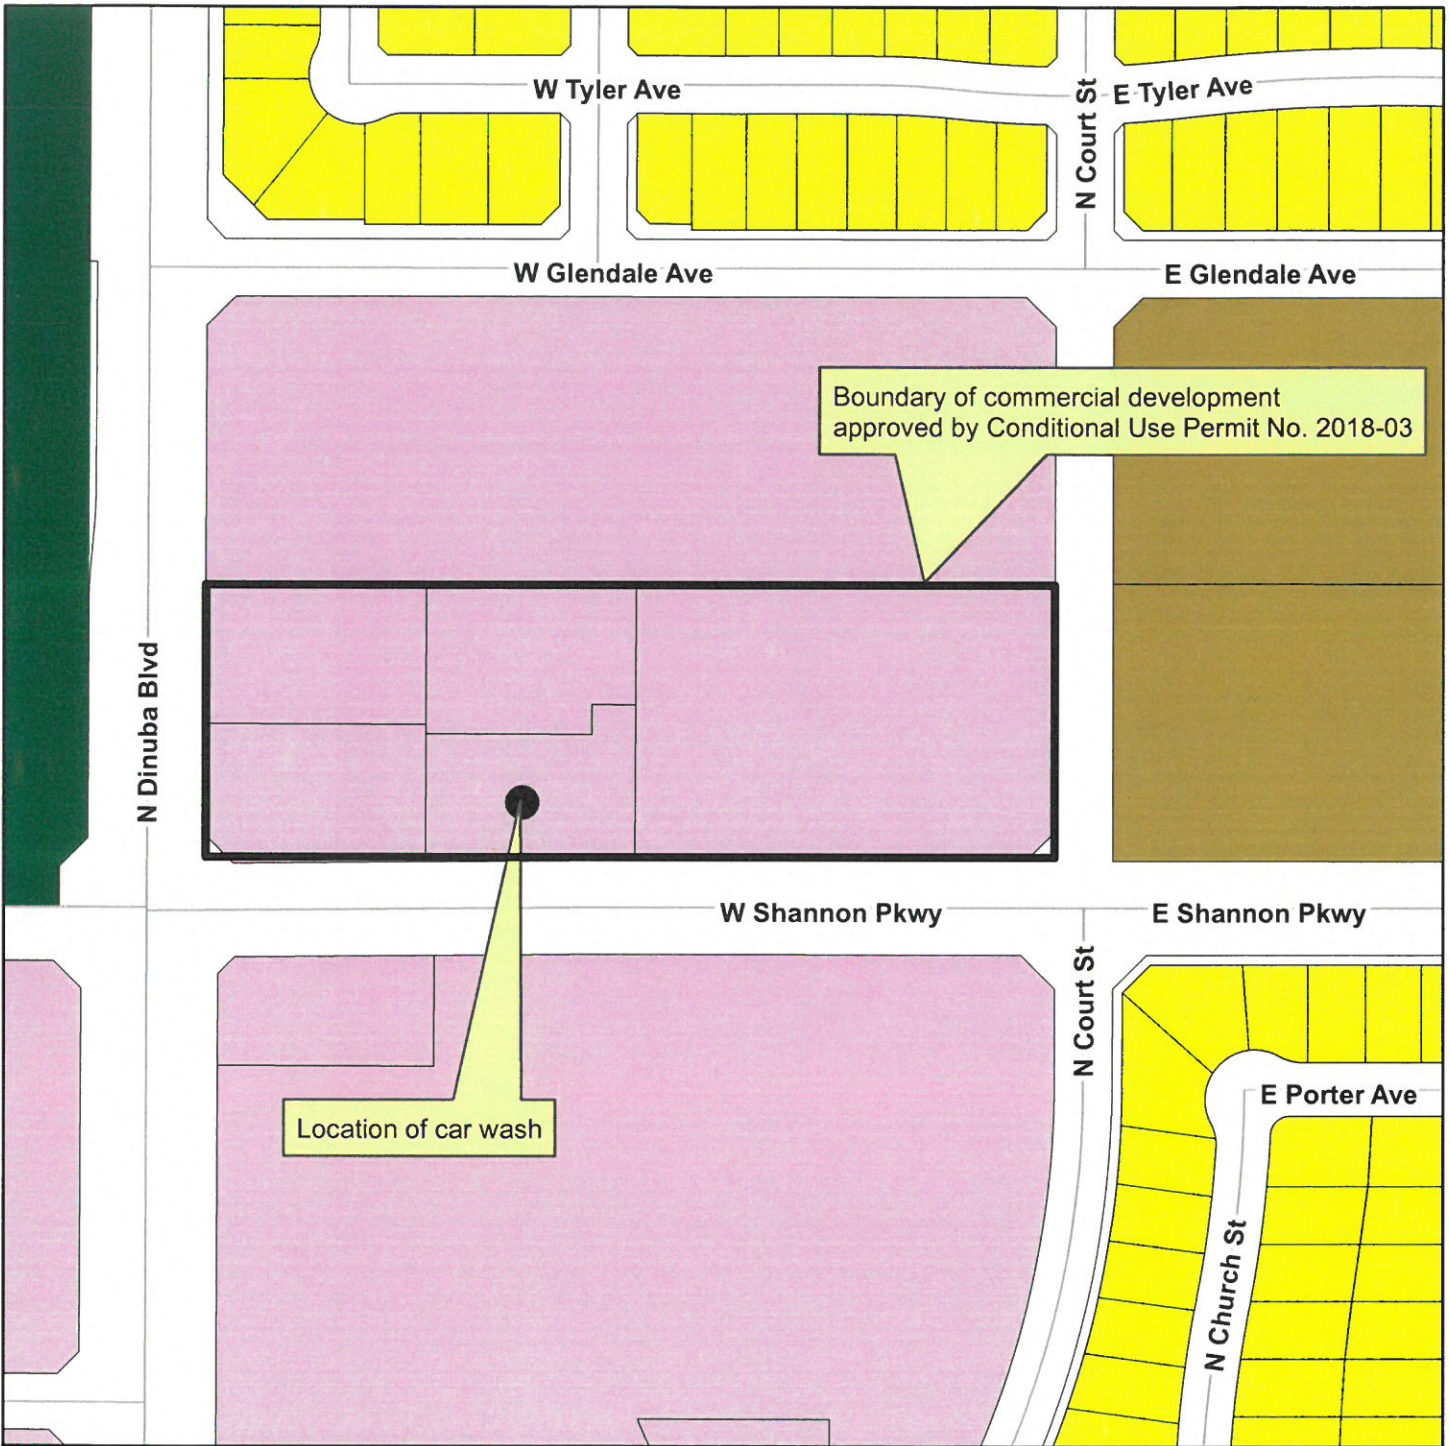 W Tyler Ave
E Tyler Ave
N Court St
W Glendale Ave
E Glendale Ave
Boundary of commercial development
approved by Conditional Use Permit No. 2018-03
N Dinuba Blvd
W Shannon Pkwy
E Shannon Pkwy
N Court St
E Porter Ave
Location of car wash
N Church St